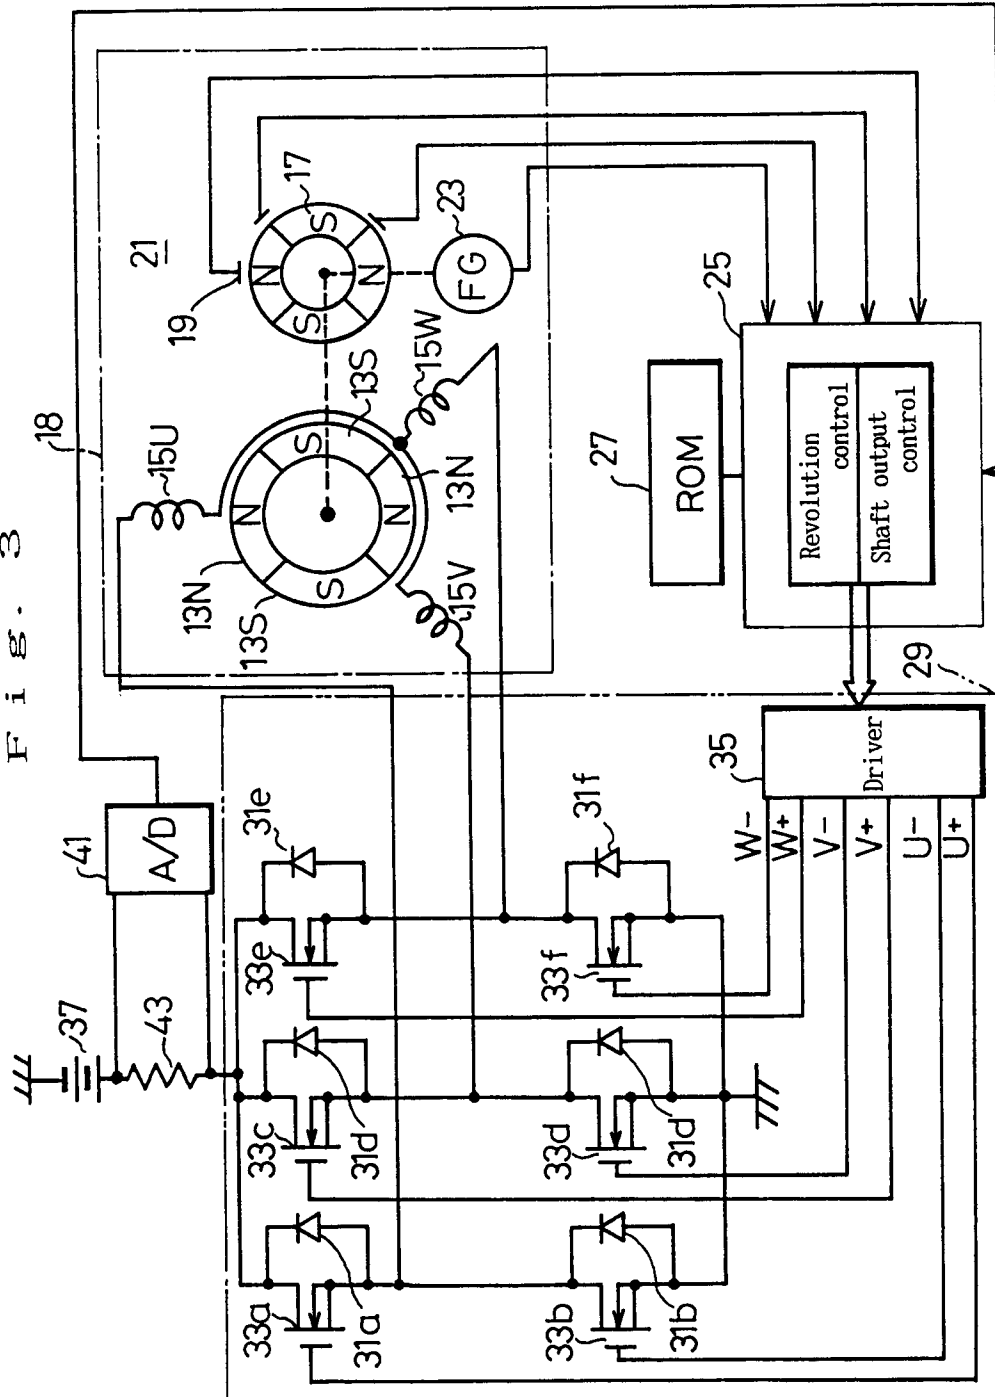 Fig. 3
18
15U
13N
13S
N
S
S
N
13S
13N
15V
15W
21
19
17
N
S
S
N
23
FG
25
27
ROM
Revolution control
Shaft output control
29
35
Driver
W-
W+
V-
V+
U-
U+
41
A/D
37
43
33e
31e
33f
31f
33c
31d
33d
31d
33a
31a
33b
31b